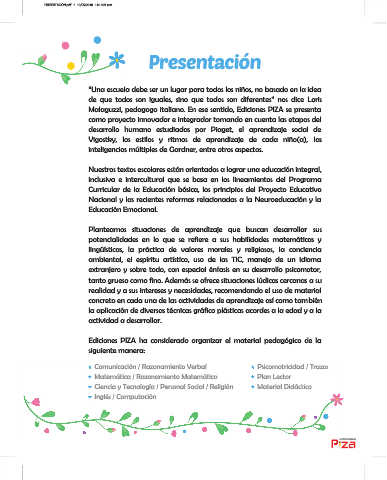 Presentación
"Una escuela debe ser un lugar para todos los niños, no basado en la idea
de que todos son iguales, sino que todos son diferentes" nos dice Loris
Malaguzzi, pedagogo italiano. En ese sentido, Ediciones PIZA se presenta
como proyecto innovador e integrador tomando en cuenta las etapas del
desarrollo humano estudiados por Piaget, el aprendizaje social de
Vigostky, los estilos y ritmos de aprendizaje de cada niño(a), las
inteligencias múltiples de Gardner, entre otros aspectos.
Nuestros textos escolares están orientados a lograr una educación integral,
inclusiva e intercultural que se basa en los lineamientos del Programa
Curricular de la Educación básica, los principios del Proyecto Educativo
Nacional y las recientes reformas relacionadas a la Neuroeducación y la
Educación Emocional.
Planteamos situaciones de aprendizaje que buscan desarrollar sus
potencialidades en lo que se refiere a sus habilidades matemáticas y
lingüísticas, la práctica de valores morales y religiosos, la conciencia
ambiental, el espíritu artístico, uso de las TIC, manejo de un idioma
extranjero y sobre todo, con especial énfasis en su desarrollo psicomotor,
tanto grueso como fino. Además se ofrece situaciones lúdicas cercanas a su
realidad y a sus intereses y necesidades, recomendando el uso de material
concreto en cada una de las actividades de aprendizaje así como también
la aplicación de diversas técnicas gráfico plásticas acordes a la edad y a la
actividad a desarrollar.
Ediciones PIZA ha considerado organizar el material pedagógico de la
siguiente manera:
Comunicación / Razonamiento Verbal
Matemática / Razonamiento Matemático
Ciencia y Tecnología / Personal Social / Religión
Inglés / Computación
Psicomotricidad / Trazos
Plan Lector
Material Didáctico
PIZA